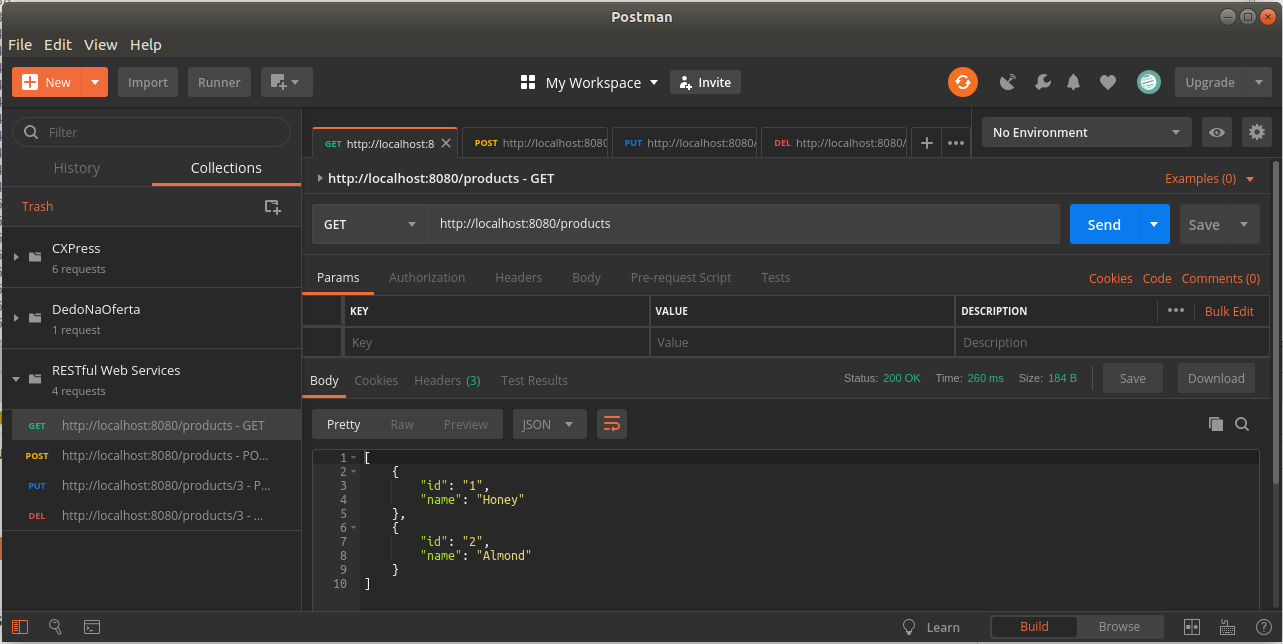 Postman
File Edit View Help
New Import Runner My Workspace Invite Upgrade
Filter
History Collections
Trash
CXPress
6 requests
DedoNaOferta
1 request
RESTful Web Services
4 requests
GET http://localhost:8080/products - GET
POST http://localhost:8080/products - PO...
PUT http://localhost:8080/products/3 - P...
DEL http://localhost:8080/products/3 - ...
GET http://localhost:8 POST http://localhost:808 PUT http://localhost:8080/ DEL http://localhost:8080/ No Environment
http://localhost:8080/products - GET Examples (0)
GET http://localhost:8080/products Send Save
Params Authorization Headers Body Pre-request Script Tests Cookies Code Comments (0)
KEY VALUE DESCRIPTION Bulk Edit
Key Value Description
Body Cookies Headers (3) Test Results Status: 200 OK Time: 260 ms Size: 184 B Save Download
Pretty Raw Preview JSON
1 [
2 {
3 "id": "1",
4 "name": "Honey"
5 },
6 {
7 "id": "2",
8 "name": "Almond"
9 }
10 ]
Learn Build Browse